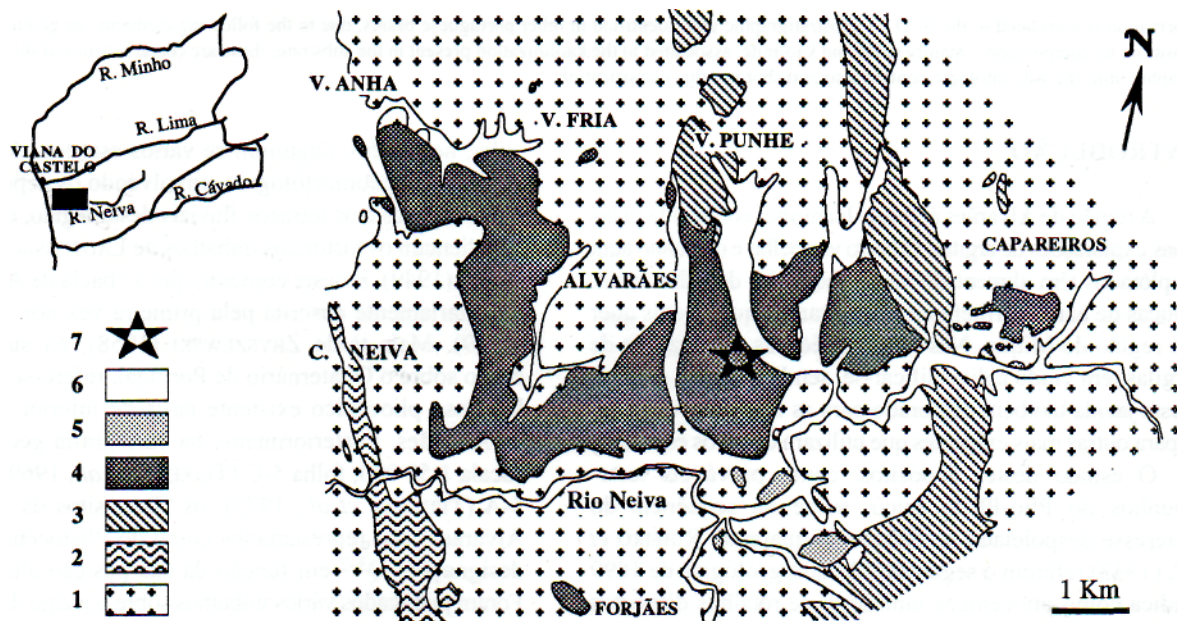 R. Minho
R. Lima
VIANA DO
CASTELO
R. Cávado
R. Neiva
N
V. ANHA
V. FRIA
V. PUNHE
CAPAREIROS
ALVARÃES
C. NEIVA
Rio Neiva
FORJÃES
1 Km
7
6
5
4
3
2
1